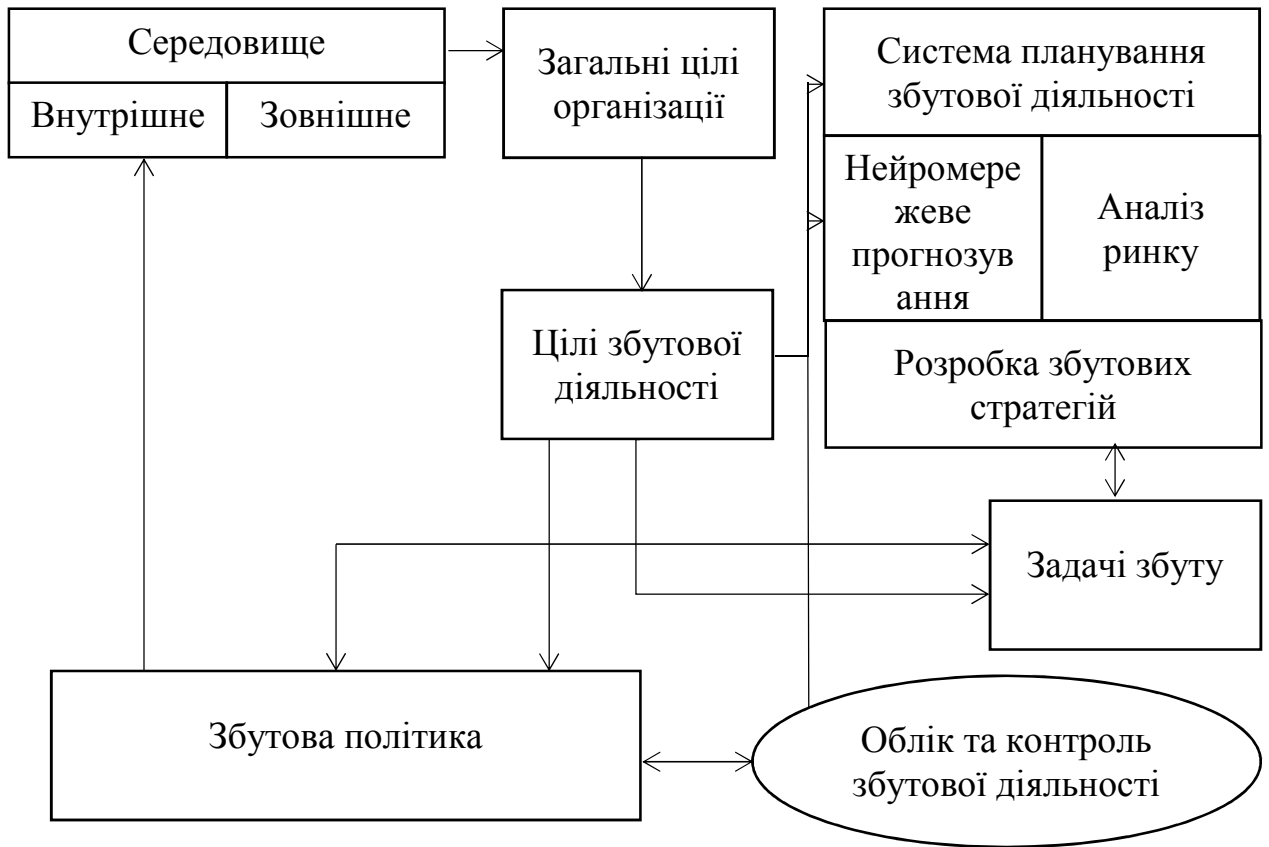 Середовище
Внутрішне
Зовнішне
Загальні цілі
організації
Система планування
збутової діяльності
Нейромере
жеве
прогнозув
ання
Аналіз
ринку
Цілі збутової
діяльності
Розробка збутових
стратегій
Задачі збуту
Збутова політика
Облік та контроль
збутової діяльності